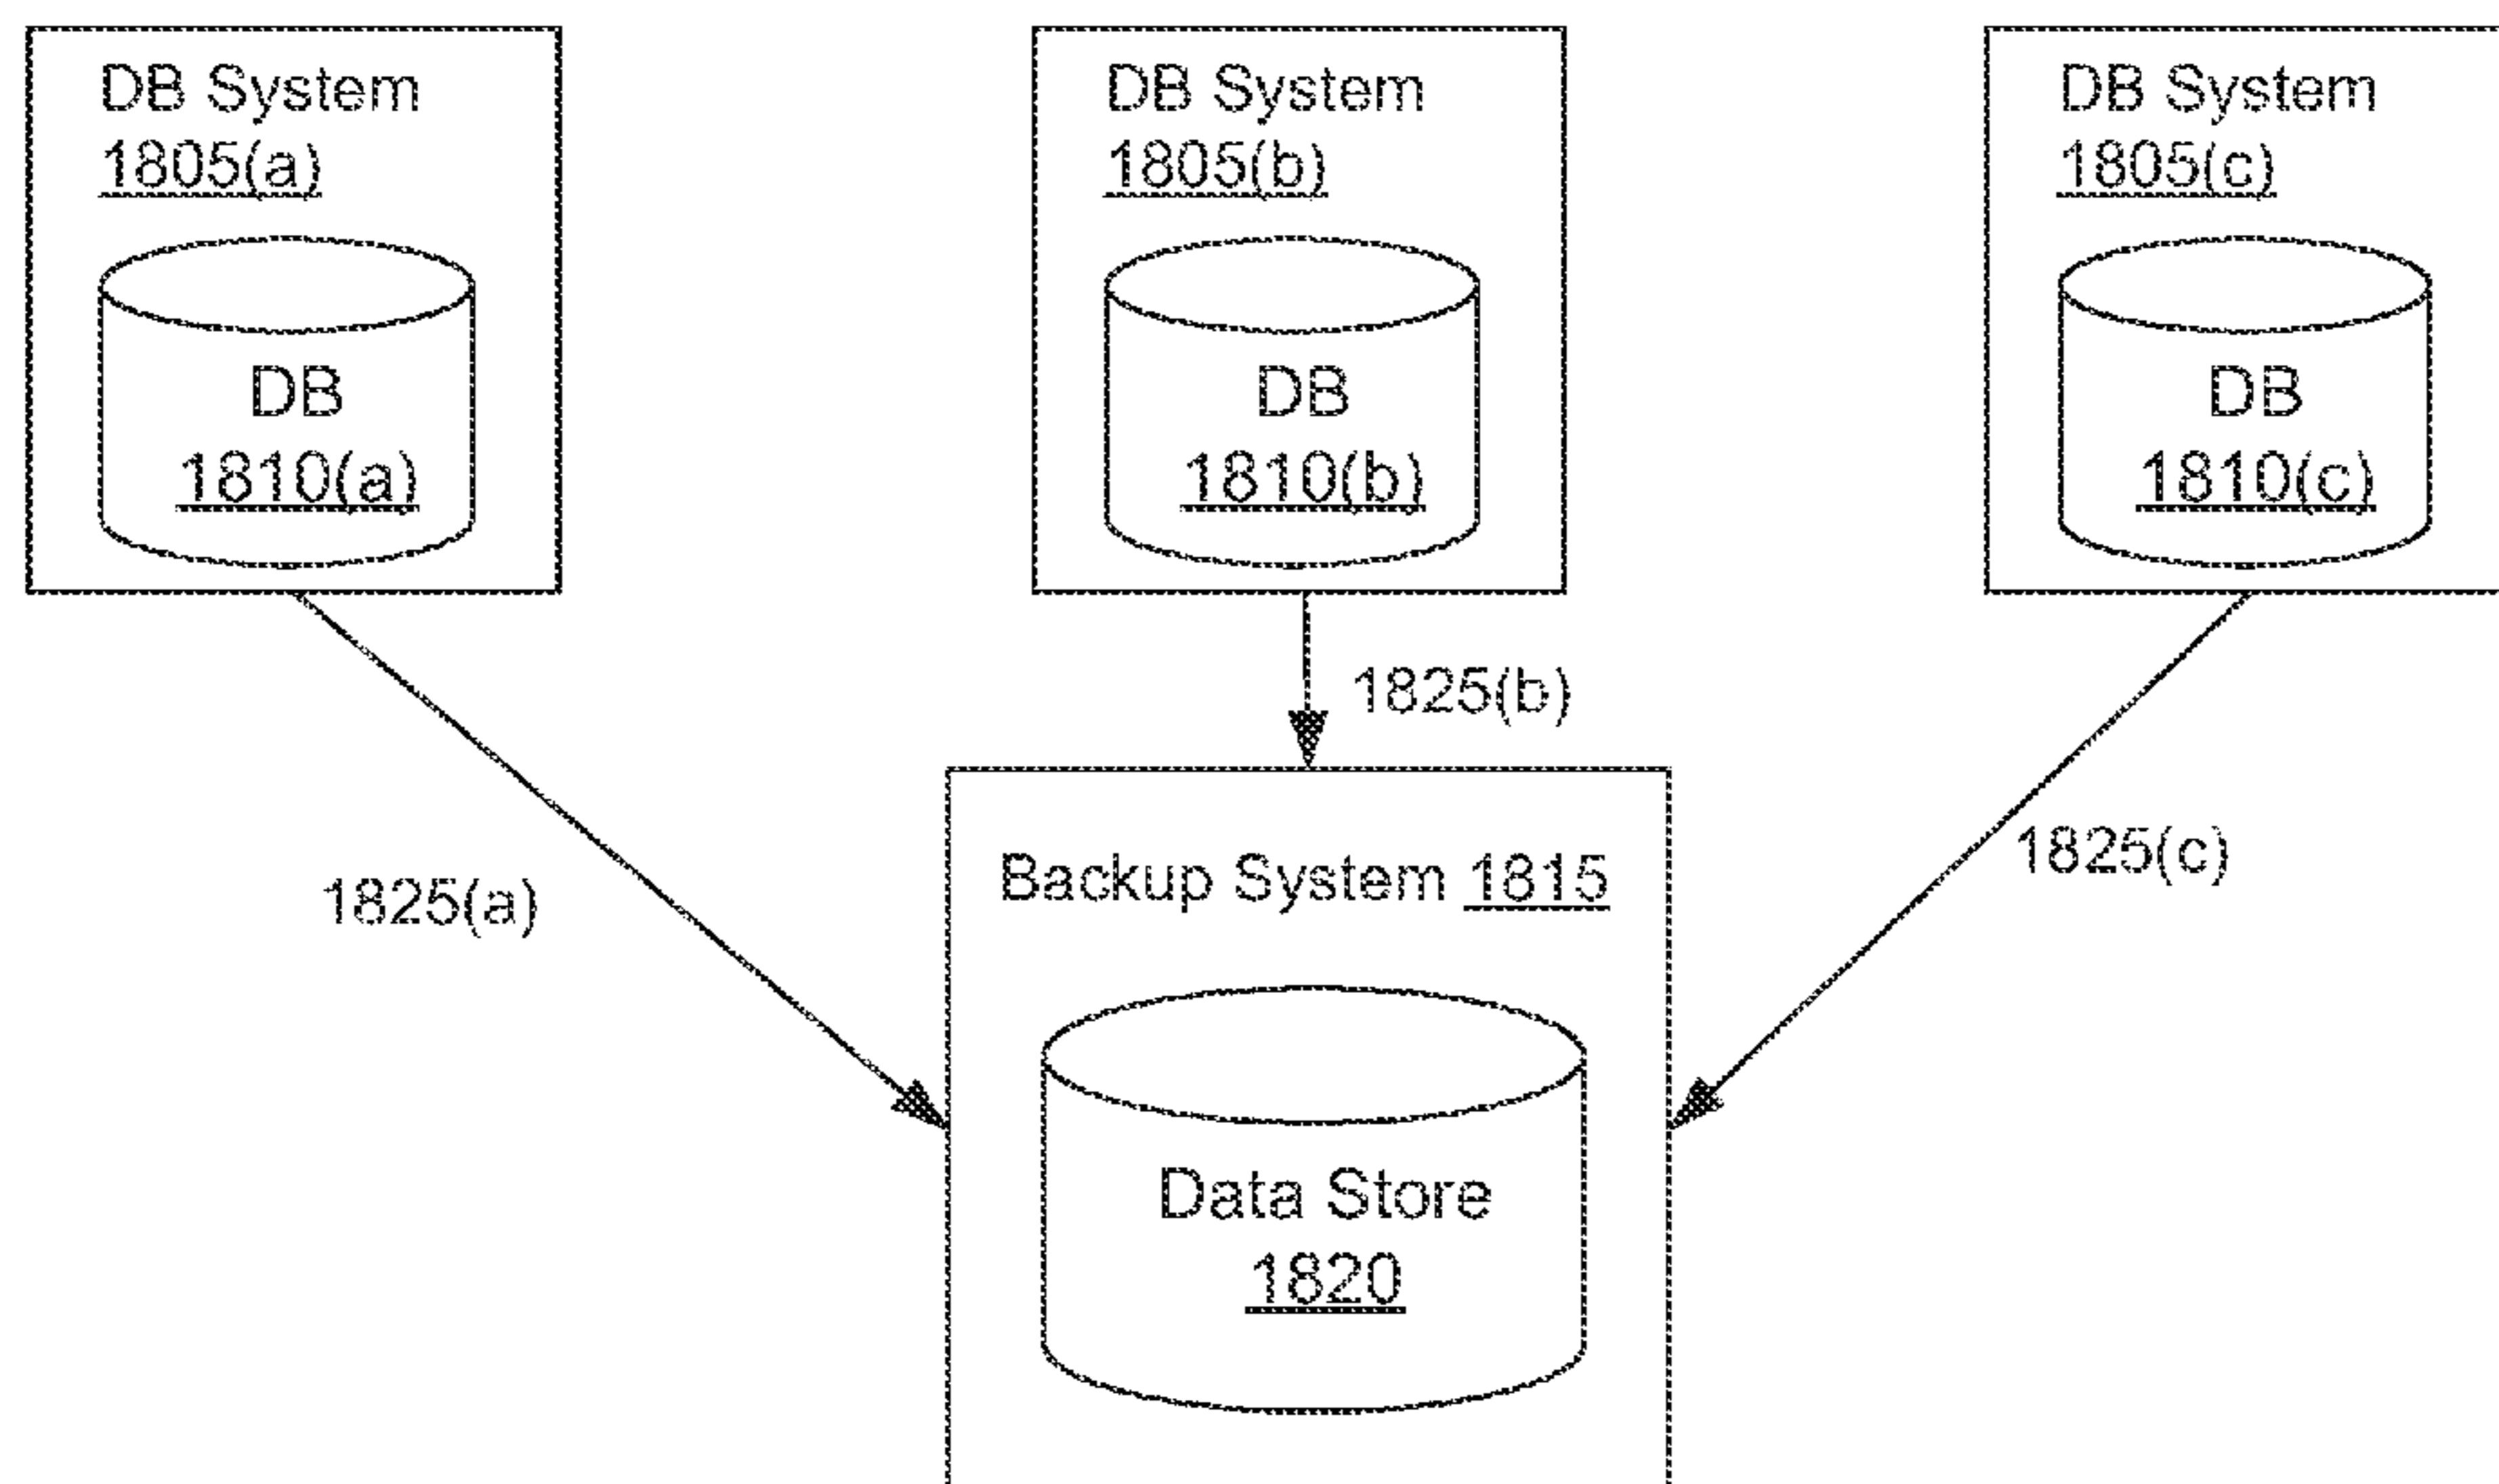 DB System
1805(a)
DB
1810(a)
DB System
1805(b)
DB
1810(b)
DB System
1805(c)
DB
1810(c)
1825(a)
1825(b)
1825(c)
Backup System 1815
Data Store
1820